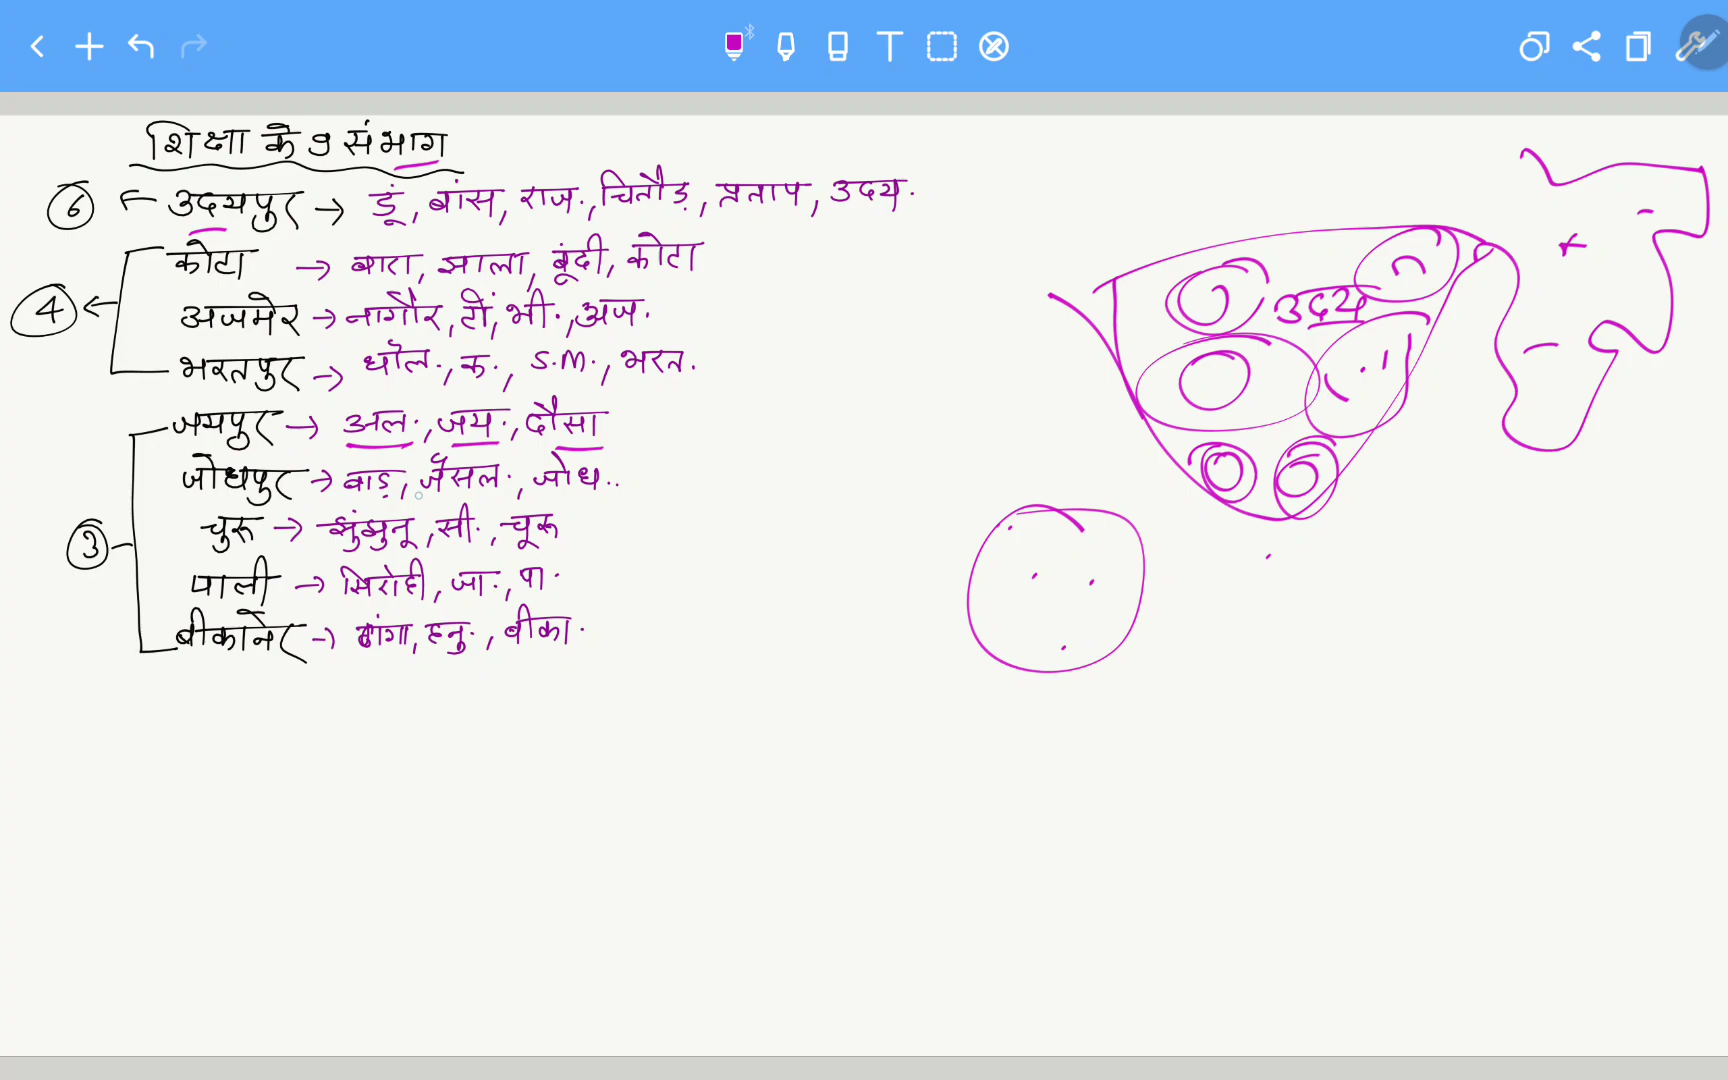 शिक्षा के 9 संभाग
⑥ ← उदयपुर → डूं, बांस, राज., चित्तौड़, प्रताप, उदय.
कोटा → बारा, झाला, बूंदी, कोटा
④ ← अजमेर → नागौर, टों, भी., अज.
भरतपुर → धौल., क., S.M., भरत.
जयपुर → अल., जय., दौसा
जोधपुर → बाड़, जैसल., जोध..
③ चुरू → झुंझुनू, सी., चूरू
पाली → सिरोही, जा., पा.
बीकानेर → गंगा, हनु., बीका.
उदय